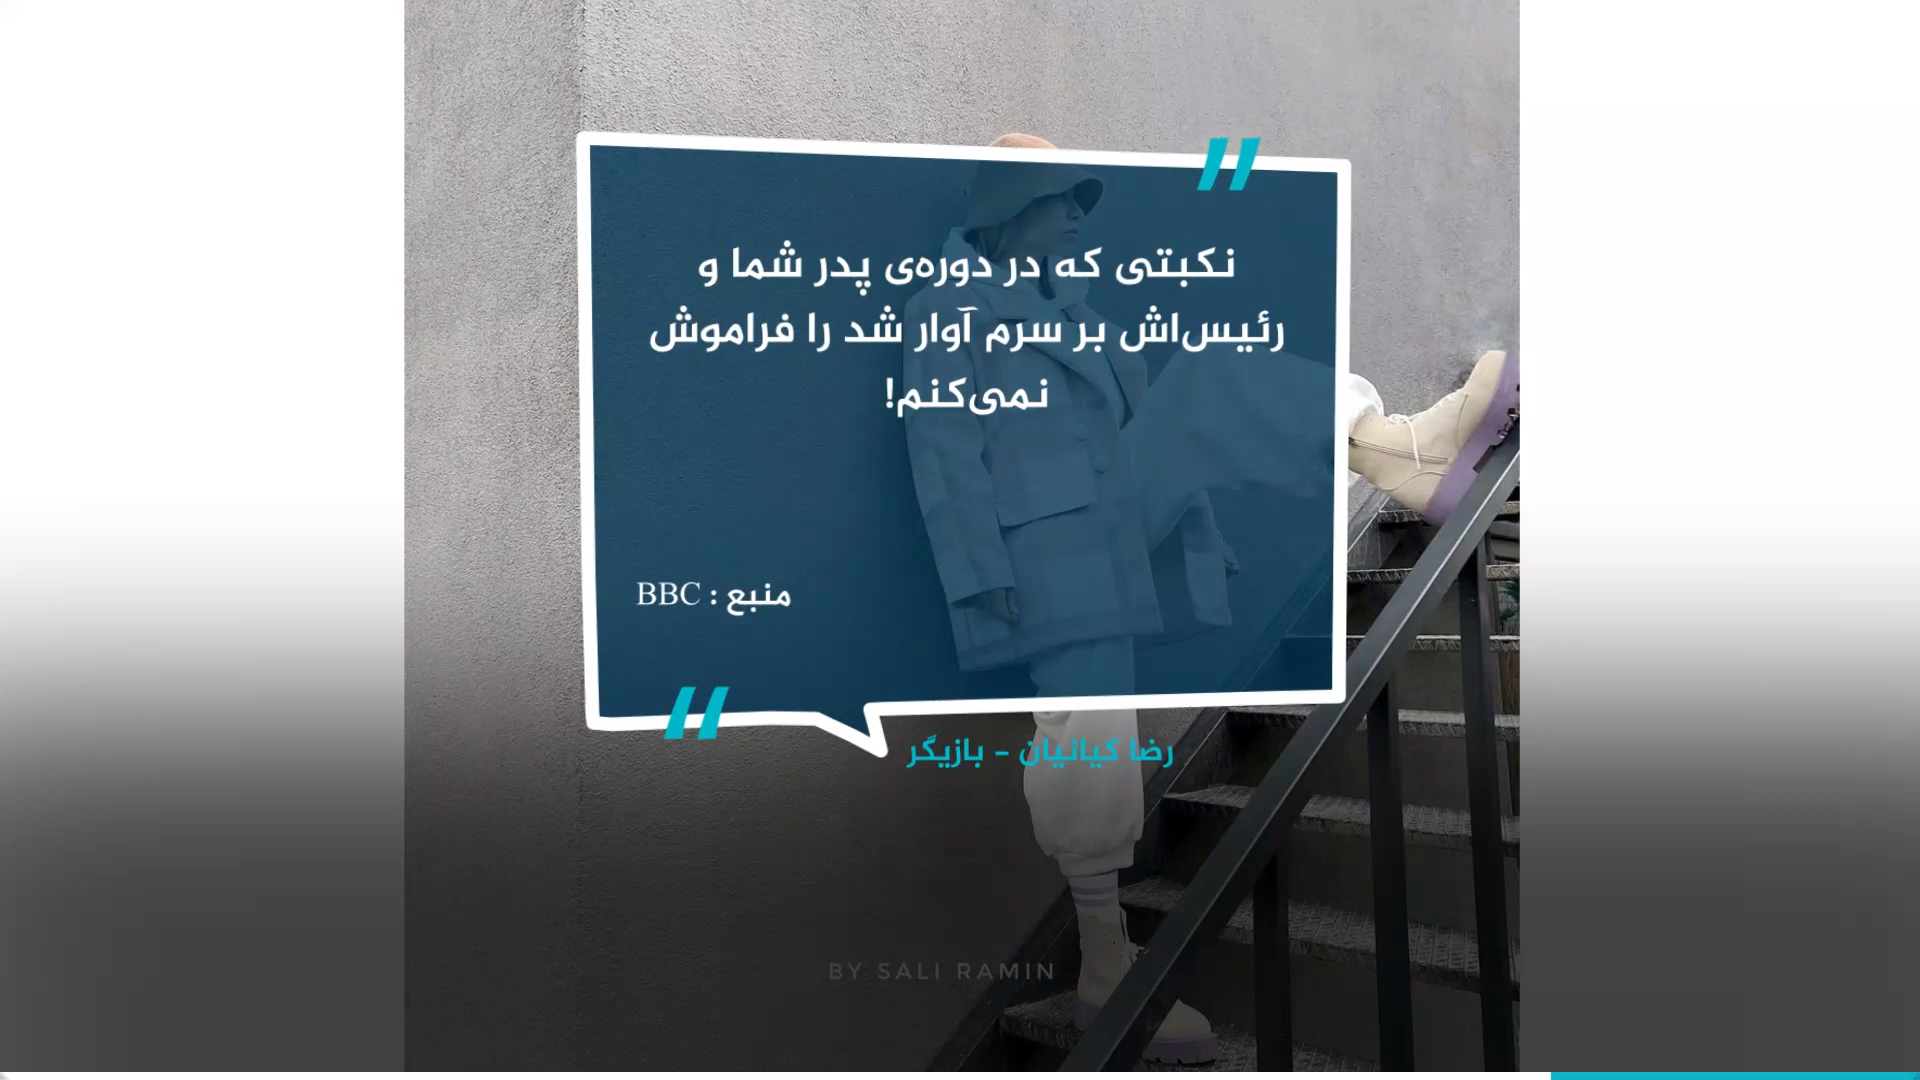 نکبتی که در دوره‌ی پدر شما و
رئیس‌اش بر سرم آوار شد را فراموش
نمی‌کنم!
منبع : BBC
رضا کیانیان - بازیگر
BY SALI RAMIN